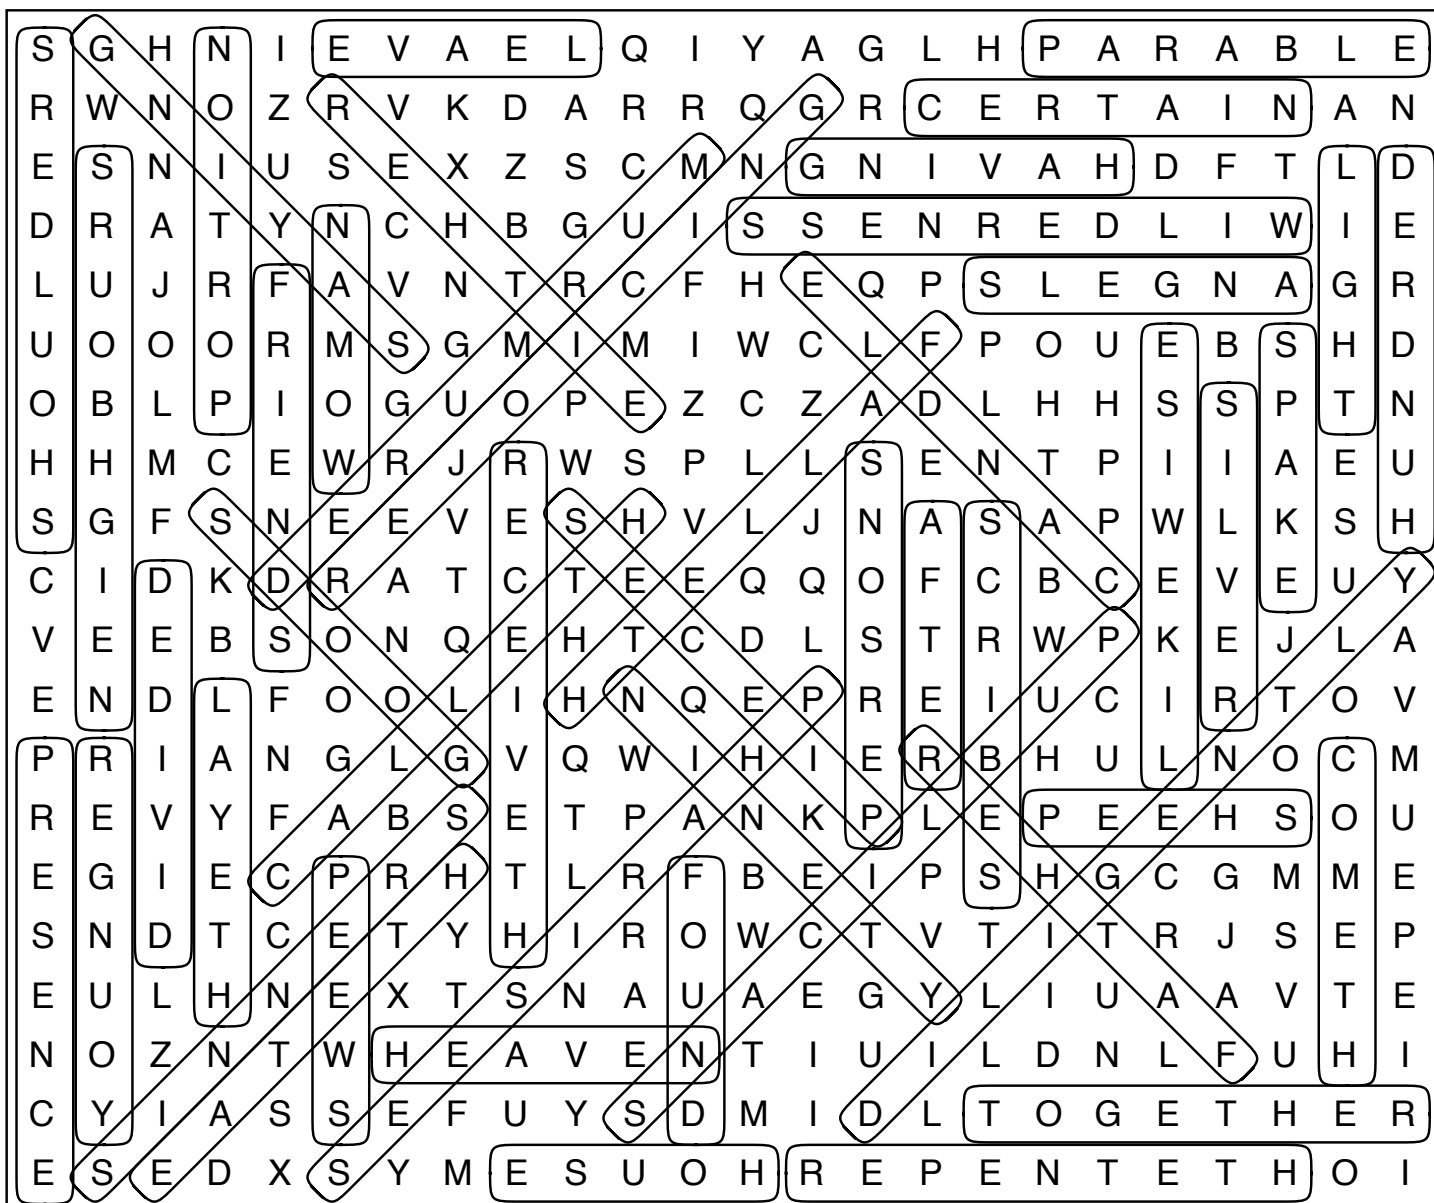 S G H N I E V A E L Q I Y A G L H P A R A B L E
R W N O Z R V K D A R R Q G R C E R T A I N A N
E S N I U S E X Z S C M N G N I V A H D F T L D
D R A T Y N C H B G U I S S E N R E D L I W I E
L U J R F A V N T R C F H E Q P S L E G N A G R
U O O O R M S G M I M I W C L F P O U E B S H D
O B L P I O G U O P E Z C Z A D L H H S S P T N
H H M C E W R J R W S P L L S E N T P I I A E U
S G F S N E E V E S H V L J N A S A P W L K S H
C I D K D R A T C T E E Q Q O F C B C E V E U Y
V E E B S O N Q E H T C D L S T R W P K E J L A
E N D L F O O L I H N Q E P R E I U C I R T O V
P R I A N G L G V Q W I H I E R B H U L N O C M
R E V Y F A B S E T P A N K P L E P E E H S O U
E G I E C P R H T L R F B E I P S H G C G M M E
S N D T C E T Y H I R O W C T V T I T R J S E P
E U L H N E X T S N A U A E G Y L I U A A V T E
N O Z N T W H E A V E N T I U I L D N L F U H I
C Y I A S S E F U Y S D M I D L T O G E T H E R
E S E D X S Y M E S U O H R E P E N T E T H O I